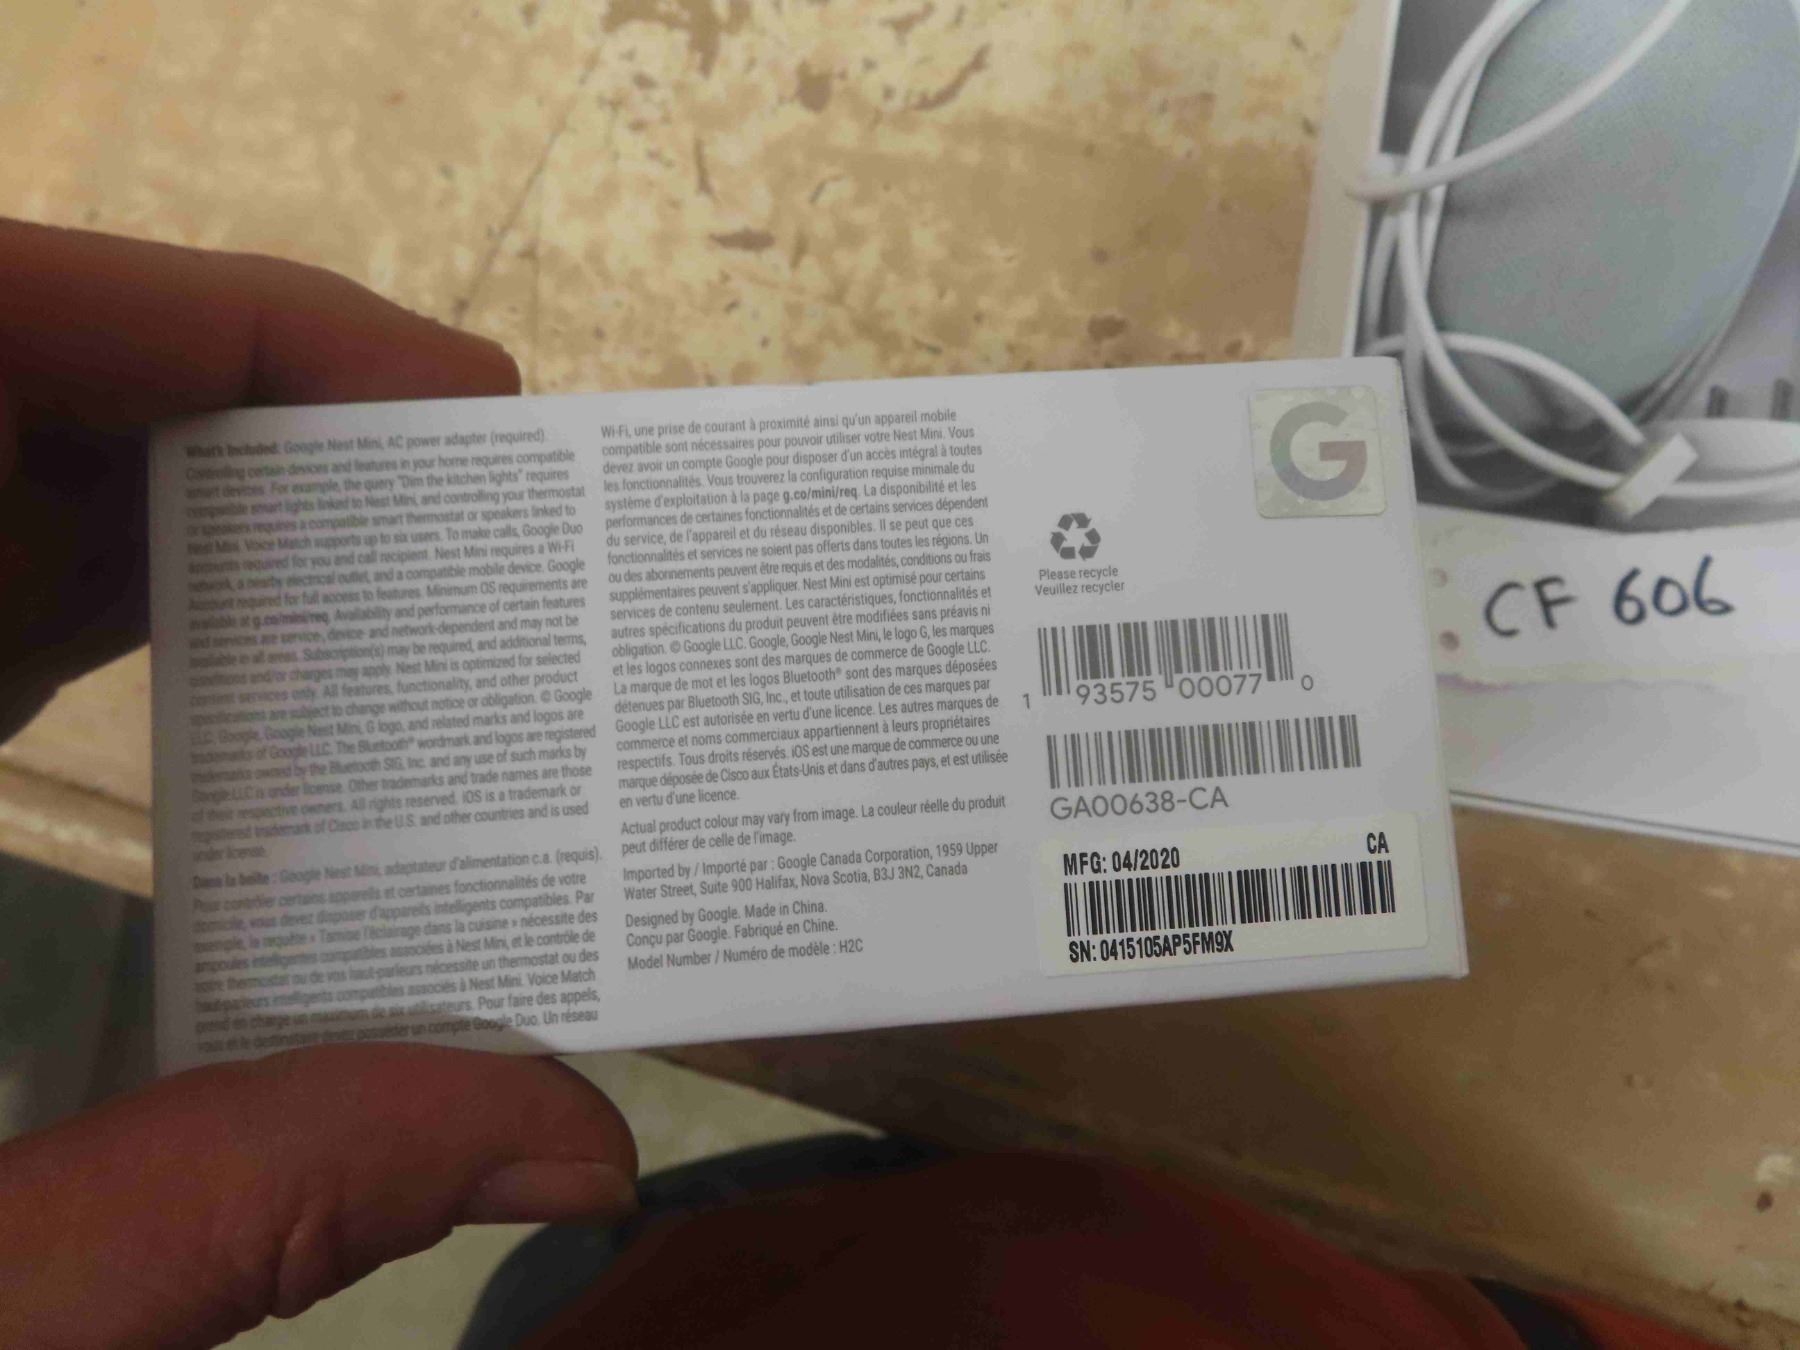 What's Included: Google Nest Mini, AC power adapter (required).
Controlling certain devices and features in your home requires compatible
smart devices. For example, the query "Dim the kitchen lights" requires
compatible smart lights linked to Nest Mini, and controlling your thermostat
or speakers requires a compatible smart thermostat or speakers linked to
Nest Mini. Voice Match supports up to six users. To make calls, Google Duo
accounts required for you and call recipient. Nest Mini requires a Wi-Fi
network, a nearby electrical outlet, and a compatible mobile device. Google
Account required for full access to features. Minimum OS requirements are
available at g.co/mini/req. Availability and performance of certain features
and services are service-, device- and network-dependent and may not be
available in all areas. Subscription(s) may be required, and additional terms,
conditions and/or charges may apply. Nest Mini is optimized for selected
content services only. All features, functionality, and other product
specifications are subject to change without notice or obligation. © Google
LLC. Google, Google Nest Mini, G logo, and related marks and logos are
trademarks of Google LLC. The Bluetooth® wordmark and logos are registered
trademarks owned by the Bluetooth SIG, Inc. and any use of such marks by
Google LLC is under license. Other trademarks and trade names are those
of their respective owners. All rights reserved. iOS is a trademark or
registered trademark of Cisco in the U.S. and other countries and is used
under license.
Dans la boîte : Google Nest Mini, adaptateur d'alimentation c.a. (requis).
Pour contrôler certains appareils et certaines fonctionnalités de votre
domicile, vous devez disposer d'appareils intelligents compatibles. Par
exemple, la requête « Tamise l'éclairage dans la cuisine » nécessite des
ampoules intelligentes compatibles associées à Nest Mini, et le contrôle de
votre thermostat ou de vos haut-parleurs nécessite un thermostat ou des
haut-parleurs intelligents compatibles associés à Nest Mini. Voice Match
prend en charge un maximum de six utilisateurs. Pour faire des appels,
vous et le destinataire devez posséder un compte Google Duo. Un réseau
Wi-Fi, une prise de courant à proximité ainsi qu'un appareil mobile
compatible sont nécessaires pour pouvoir utiliser votre Nest Mini. Vous
devez avoir un compte Google pour disposer d'un accès intégral à toutes
les fonctionnalités. Vous trouverez la configuration requise minimale du
système d'exploitation à la page g.co/mini/req. La disponibilité et les
performances de certaines fonctionnalités et de certains services dépendent
du service, de l'appareil et du réseau disponibles. Il se peut que ces
fonctionnalités et services ne soient pas offerts dans toutes les régions. Un
ou des abonnements peuvent être requis et des modalités, conditions ou frais
supplémentaires peuvent s'appliquer. Nest Mini est optimisé pour certains
services de contenu seulement. Les caractéristiques, fonctionnalités et
autres spécifications du produit peuvent être modifiées sans préavis ni
obligation. © Google LLC. Google, Google Nest Mini, le logo G, les marques
et les logos connexes sont des marques de commerce de Google LLC.
La marque de mot et les logos Bluetooth® sont des marques déposées
détenues par Bluetooth SIG, Inc., et toute utilisation de ces marques par
Google LLC est autorisée en vertu d'une licence. Les autres marques de
commerce et noms commerciaux appartiennent à leurs propriétaires
respectifs. Tous droits réservés. iOS est une marque de commerce ou une
marque déposée de Cisco aux États-Unis et dans d'autres pays, et est utilisée
en vertu d'une licence.
Actual product colour may vary from image. La couleur réelle du produit
peut différer de celle de l'image.
Imported by / Importé par : Google Canada Corporation, 1959 Upper
Water Street, Suite 900 Halifax, Nova Scotia, B3J 3N2, Canada
Designed by Google. Made in China.
Conçu par Google. Fabriqué en Chine.
Model Number / Numéro de modèle : H2C
G
Please recycle
Veuillez recycler
1 93575 00077 0
GA00638-CA
MFG: 04/2020 CA
SN: 0415105AP5FM9X
CF 606